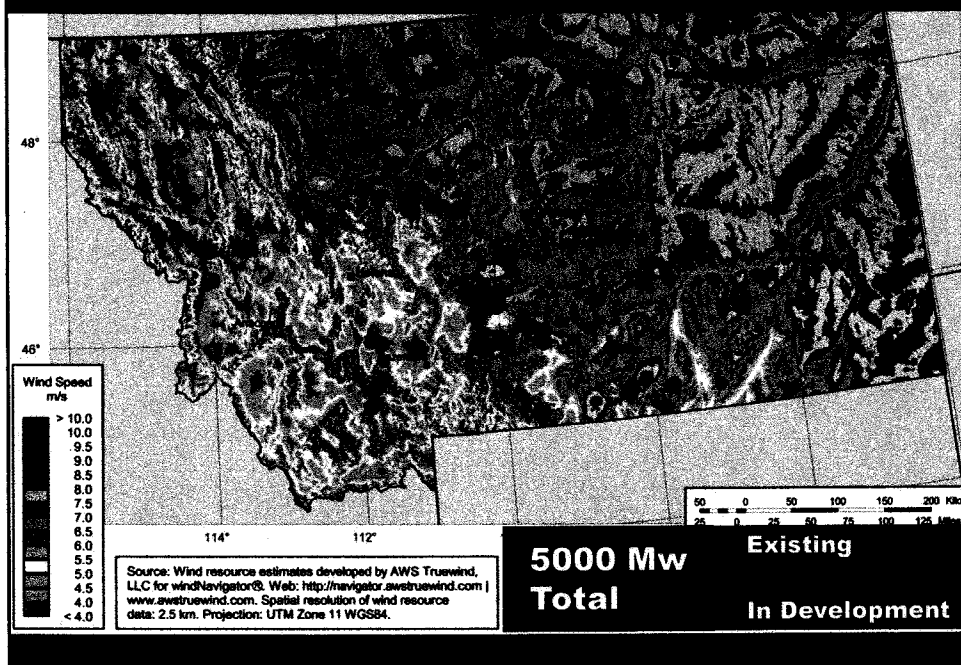 48°
46°
Wind Speed
m/s
> 10.0
10.0
9.5
9.0
8.5
8.0
7.5
7.0
6.5
6.0
5.5
5.0
4.5
4.0
< 4.0
114°
112°
50 0 50 100 150 200 Kilo
25 0 25 50 75 100 125 Miles
Source: Wind resource estimates developed by AWS Truewind,
LLC for windNavigator®. Web: http://navigator.awstruewind.com |
www.awstruewind.com. Spatial resolution of wind resource
data: 2.5 km. Projection: UTM Zone 11 WGS84.
5000 Mw
Total
Existing
In Development